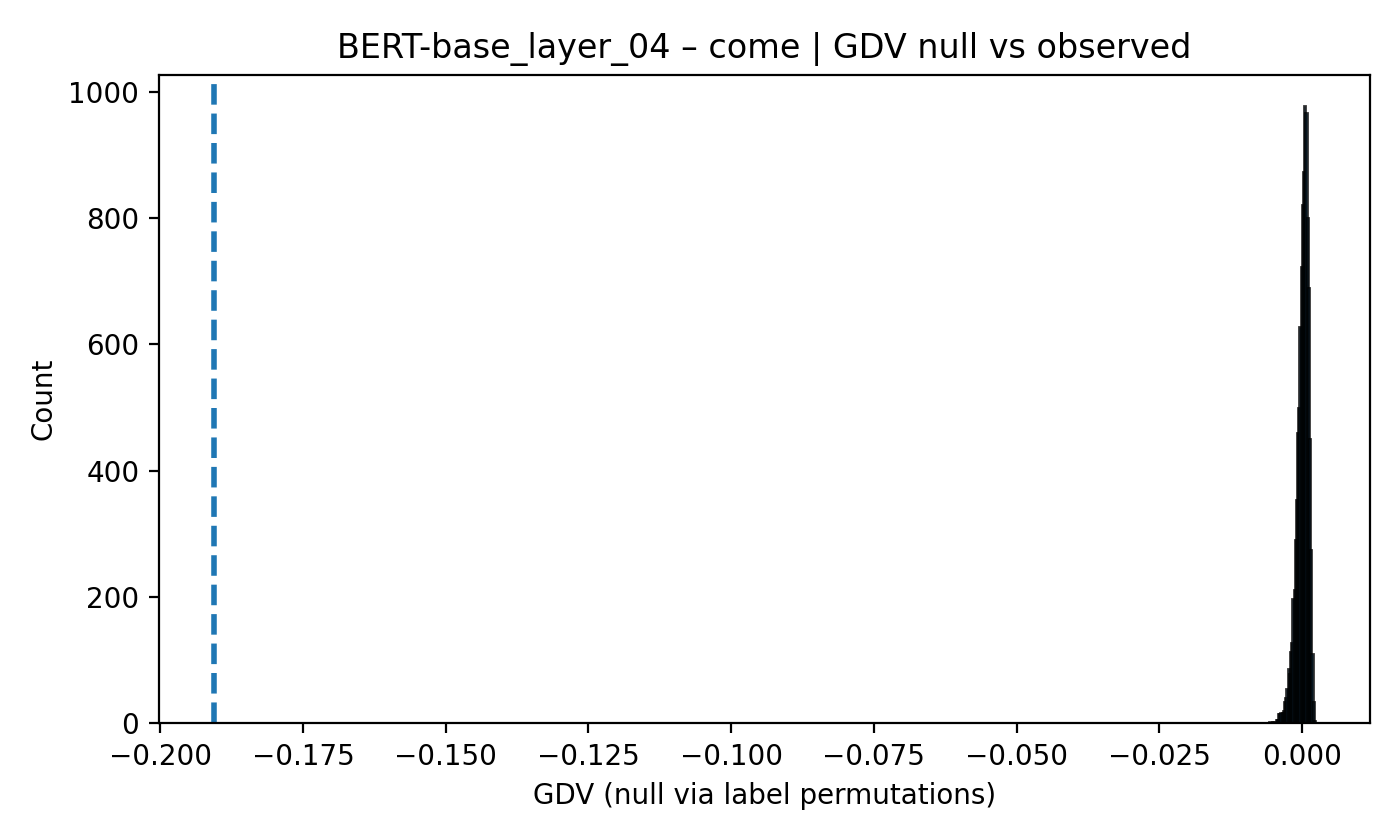 BERT-base_layer_04 – come | GDV null vs observed
1000
800
600
400
200
0
Count
−0.200 −0.175 −0.150 −0.125 −0.100 −0.075 −0.050 −0.025 0.000
GDV (null via label permutations)